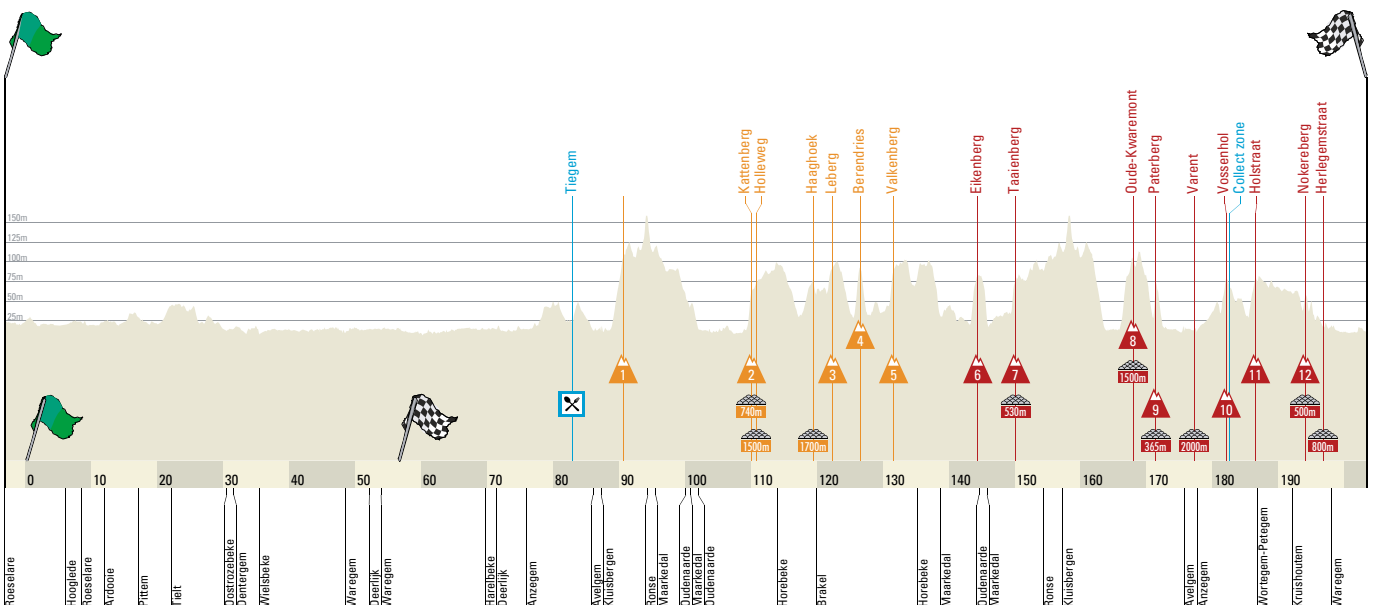 Tiegem
Kattenberg
Holleweg
Haaghoek
Leberg
Berendries
Valkenberg
Eikenberg
Taaienberg
Oude-Kwaremont
Paterberg
Varent
Vossenhol
Collect zone
Holstraat
Nokereberg
Herlegemstraat
150m
125m
100m
75m
50m
25m
4
8
1
2
3
5
6
7
1500m
11
12
740m
530m
9
10
500m
1500m
1700m
365m
2000m
800m
0 10 20 30 40 50 60 70 80 90 100 110 120 130 140 150 160 170 180 190
Roeselare
Hooglede
Roeselare
Ardooie
Pittem
Tielt
Oostrozebeke
Dentergem
Wielsbeke
Waregem
Deerlijk
Waregem
Harelbeke
Deerlijk
Anzegem
Avelgem
Kluisbergen
Ronse
Maarkedal
Oudenaarde
Maarkedal
Oudenaarde
Horebeke
Brakel
Horebeke
Maarkedal
Oudenaarde
Maarkedal
Ronse
Kluisbergen
Avelgem
Anzegem
Wortegem-Petegem
Kruishoutem
Waregem